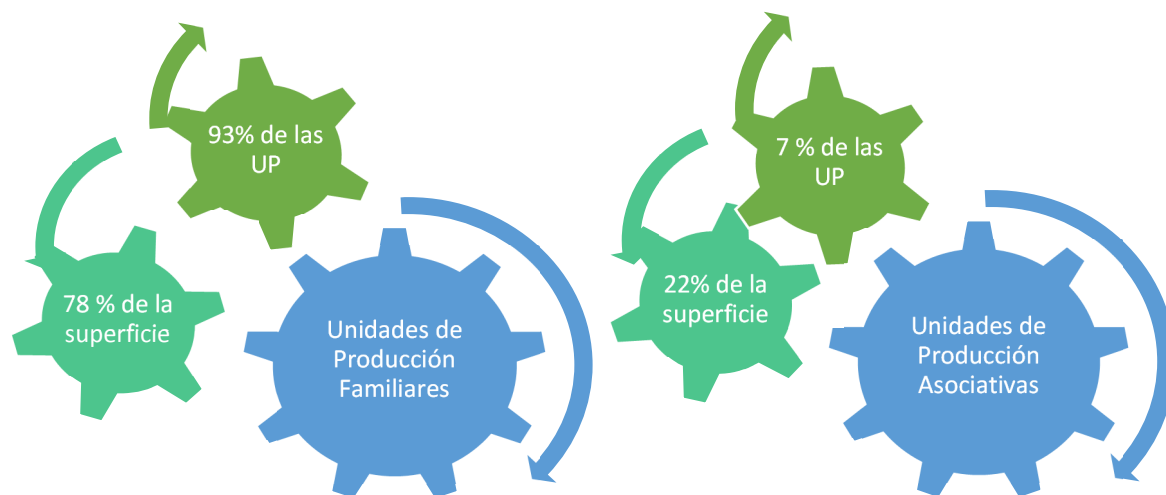 93% de las
UP
78 % de la
superficie
Unidades de
Producción
Familiares
7 % de las
UP
22% de la
superficie
Unidades de
Producción
Asociativas